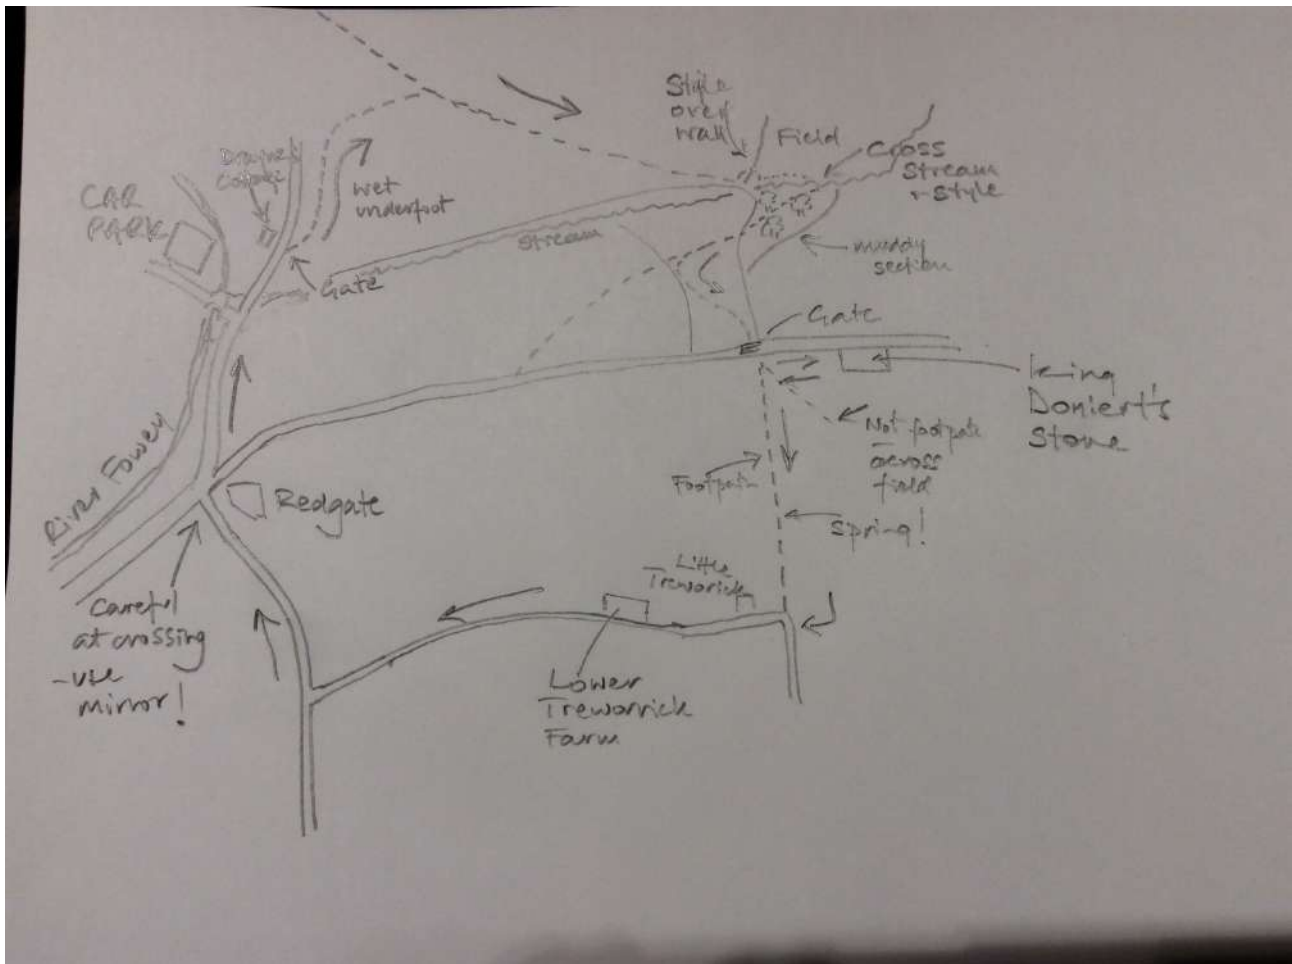 Style
over
wall
Field
Cross
Stream
+ Style
CAR
PARK
wet
underfoot
Stream
muddy
section
Gate
Gate
King
Doniert's
Stone
River Fowey
Redgate
Not footpath
across
field
Footpath
Spring!
Little
Treworrick
Careful
at crossing
- use
mirror!
Lower
Treworrick
Farm